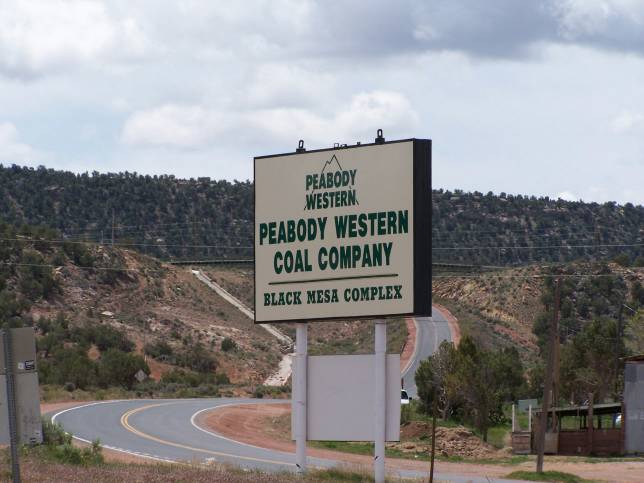 PEABODY
WESTERN
PEABODY WESTERN
COAL COMPANY
BLACK MESA COMPLEX